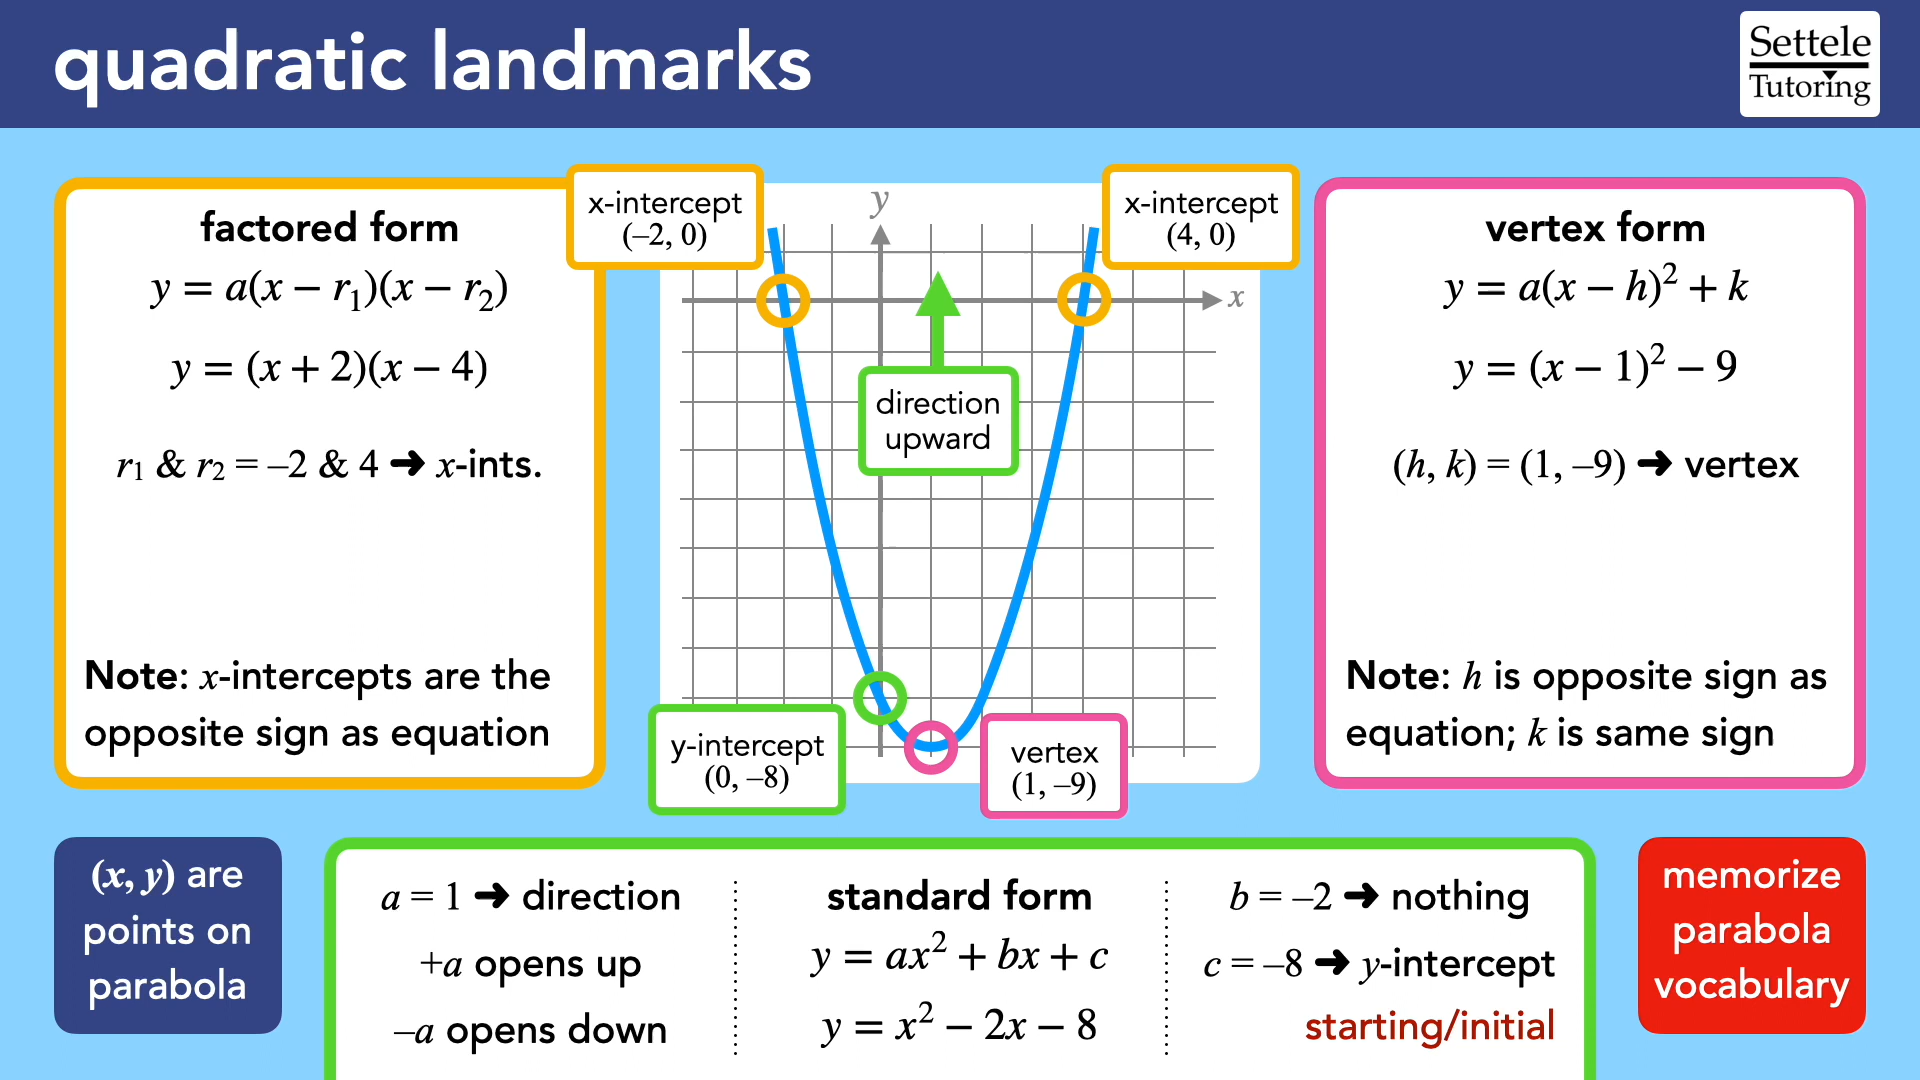 quadratic landmarks
Settele
Tutoring
factored form
y = a(x − r₁)(x − r₂)
y = (x + 2)(x − 4)
r₁ & r₂ = –2 & 4 ➜ x-ints.
Note: x-intercepts are the
opposite sign as equation
x-intercept
(–2, 0)
y
x-intercept
(4, 0)
x
direction
upward
y-intercept
(0, –8)
vertex
(1, –9)
vertex form
y = a(x − h)² + k
y = (x − 1)² − 9
(h, k) = (1, –9) ➜ vertex
Note: h is opposite sign as
equation; k is same sign
(x, y) are
points on
parabola
a = 1 ➜ direction
+a opens up
–a opens down
standard form
y = ax² + bx + c
y = x² − 2x − 8
b = –2 ➜ nothing
c = –8 ➜ y-intercept
starting/initial
memorize
parabola
vocabulary